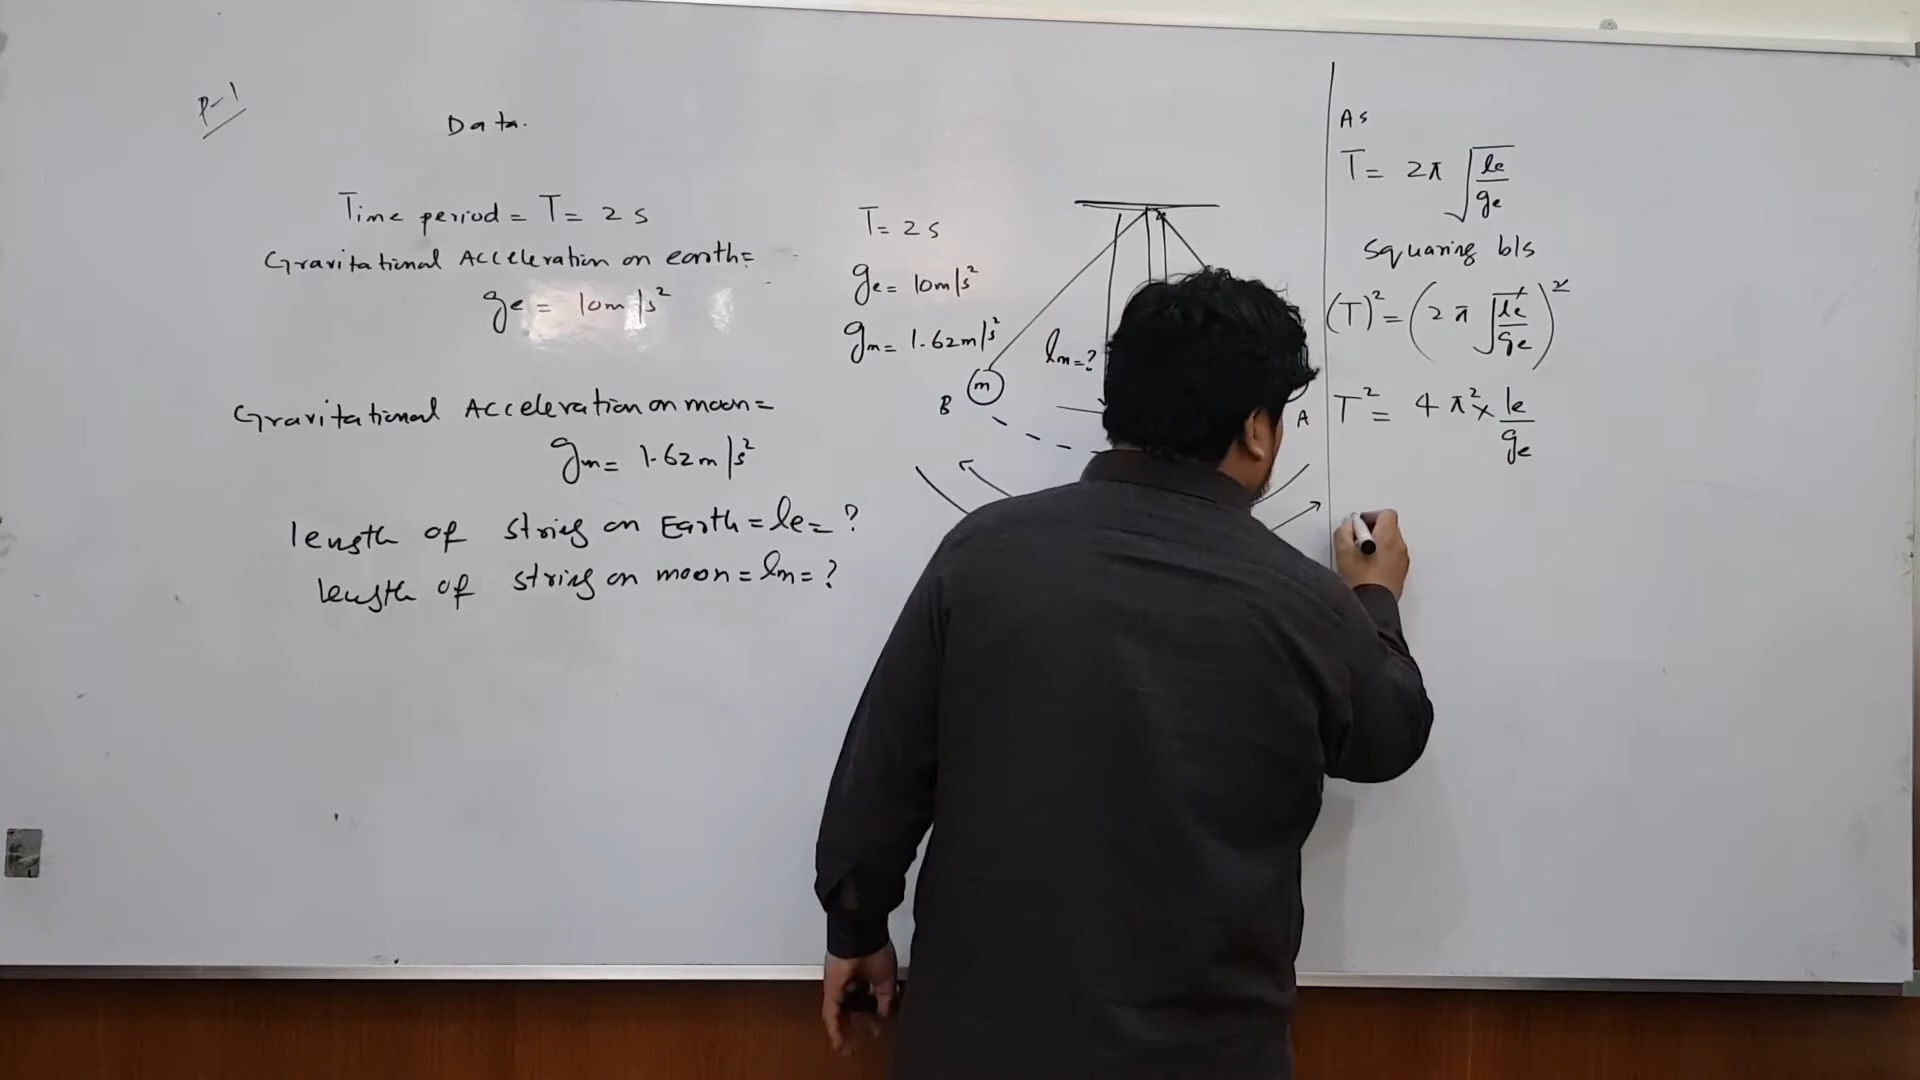 P-1
Data.
Time period = T = 2 s
Gravitational Acceleration on earth =
ge = 10m/s²
Gravitational Acceleration on moon =
gm = 1.62m/s²
length of string on Earth = le = ?
length of string on moon = lm = ?
T = 2 s
ge = 10m/s²
gm = 1.62m/s²
lm = ?
m
B
A
As
T = 2π √(le/ge)
Squaring b/s
(T)² = (2π √(le/ge))²
T² = 4π² × le/ge